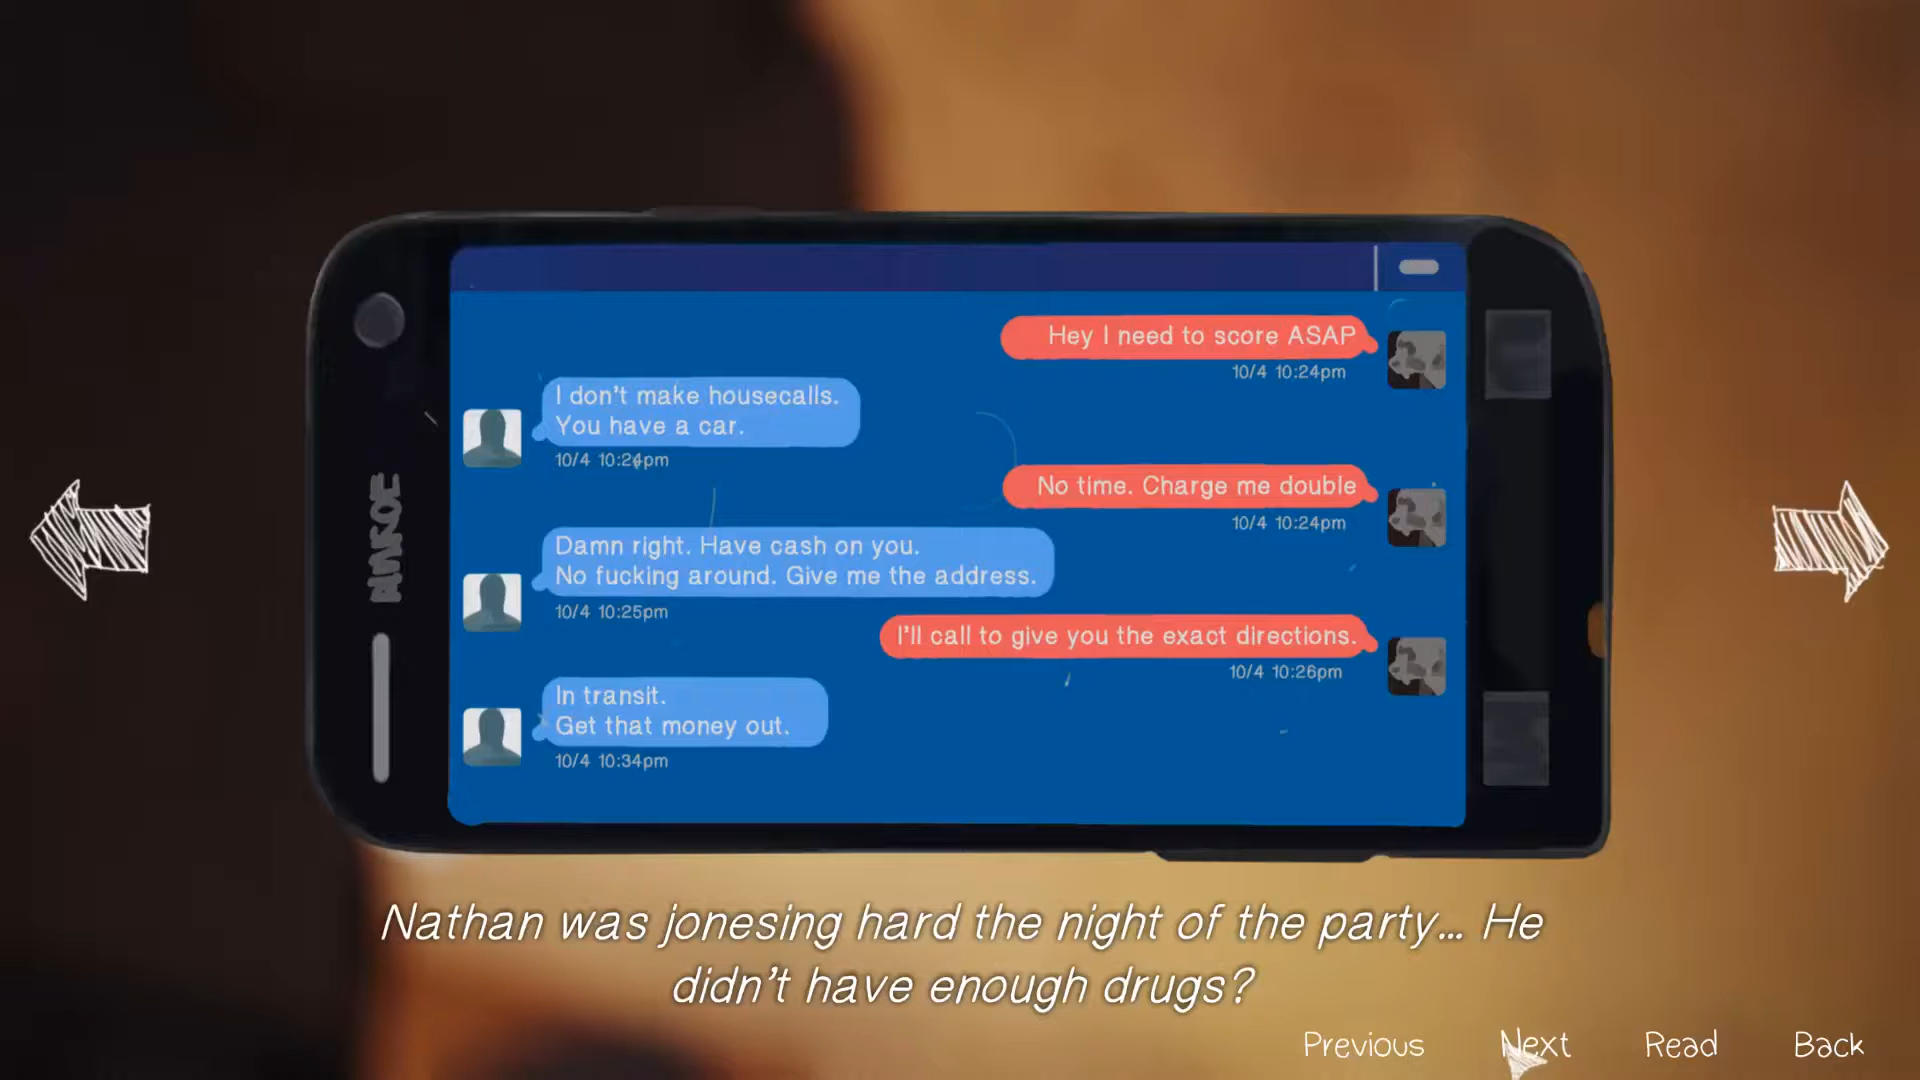 Hey I need to score ASAP
10/4 10:24pm
I don't make housecalls.
You have a car.
10/4 10:24pm
No time. Charge me double
10/4 10:24pm
Damn right. Have cash on you.
No fucking around. Give me the address.
10/4 10:25pm
I'll call to give you the exact directions.
10/4 10:26pm
In transit.
Get that money out.
10/4 10:34pm
Nathan was jonesing hard the night of the party... He
didn't have enough drugs?
Previous Next Read Back